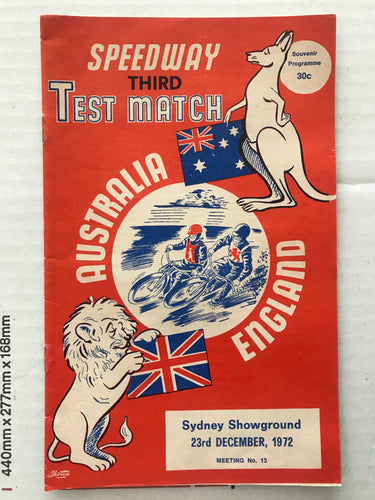 SPEEDWAY
THIRD
TEST MATCH
Souvenir
Programme
30c
AUSTRALIA
ENGLAND
Sydney Showground
23rd DECEMBER, 1972
MEETING No. 13
440mm x 277mm x 168mm